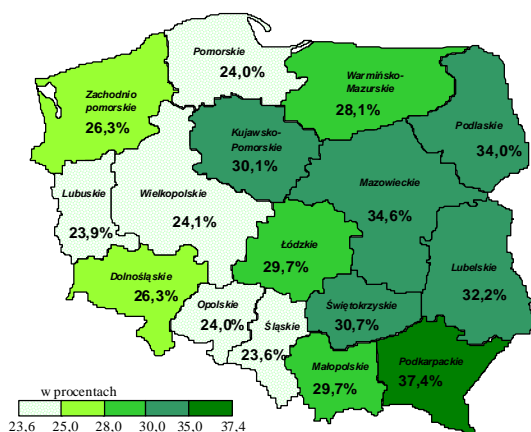 Pomorskie
24,0%
Warmińsko-
Mazurskie
28,1%
Zachodnio
pomorskie
26,3%
Podlaskie
34,0%
Kujawsko-
Pomorskie
30,1%
Mazowieckie
34,6%
Lubuskie
23,9%
Wielkopolskie
24,1%
Łódzkie
29,7%
Lubelskie
32,2%
Dolnośląskie
26,3%
Opolskie
24,0%
Śląskie
23,6%
Świętokrzyskie
30,7%
Małopolskie
29,7%
Podkarpackie
37,4%
w procentach
23,6 25,0 28,0 30,0 35,0 37,4